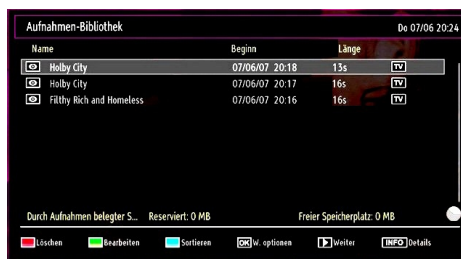 Aufnahmen-Bibliothek Do 07/06 20:24
Name Beginn Länge
Holby City 07/06/07 20:18 13s TV
Holby City 07/06/07 20:17 16s TV
Filthy Rich and Homeless 07/06/07 20:16 16s TV
Durch Aufnahmen belegter S... Reserviert: 0 MB Freier Speicherplatz: 0 MB
Löschen Bearbeiten Sortieren OK W. optionen Weiter INFO Details